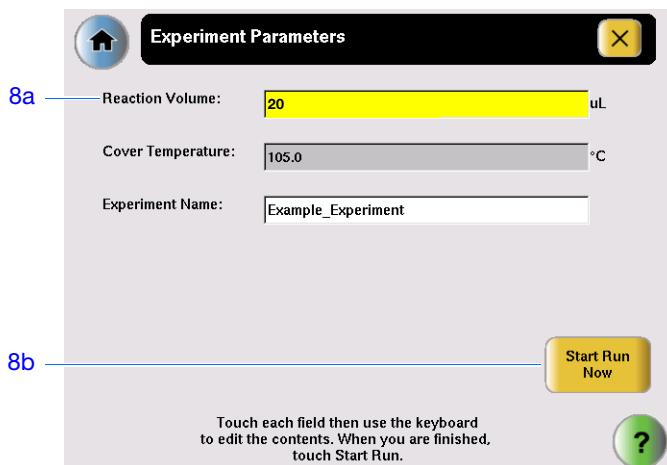 Experiment Parameters
8a
Reaction Volume:
20
uL
Cover Temperature:
105.0
°C
Experiment Name:
Example_Experiment
8b
Start Run
Now
Touch each field then use the keyboard
to edit the contents. When you are finished,
touch Start Run.
?